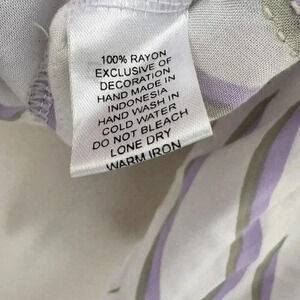 100% RAYON
EXCLUSIVE OF
DECORATION
HAND MADE IN
INDONESIA
HAND WASH IN
COLD WATER
DO NOT BLEACH
LONE DRY
WARM IRON